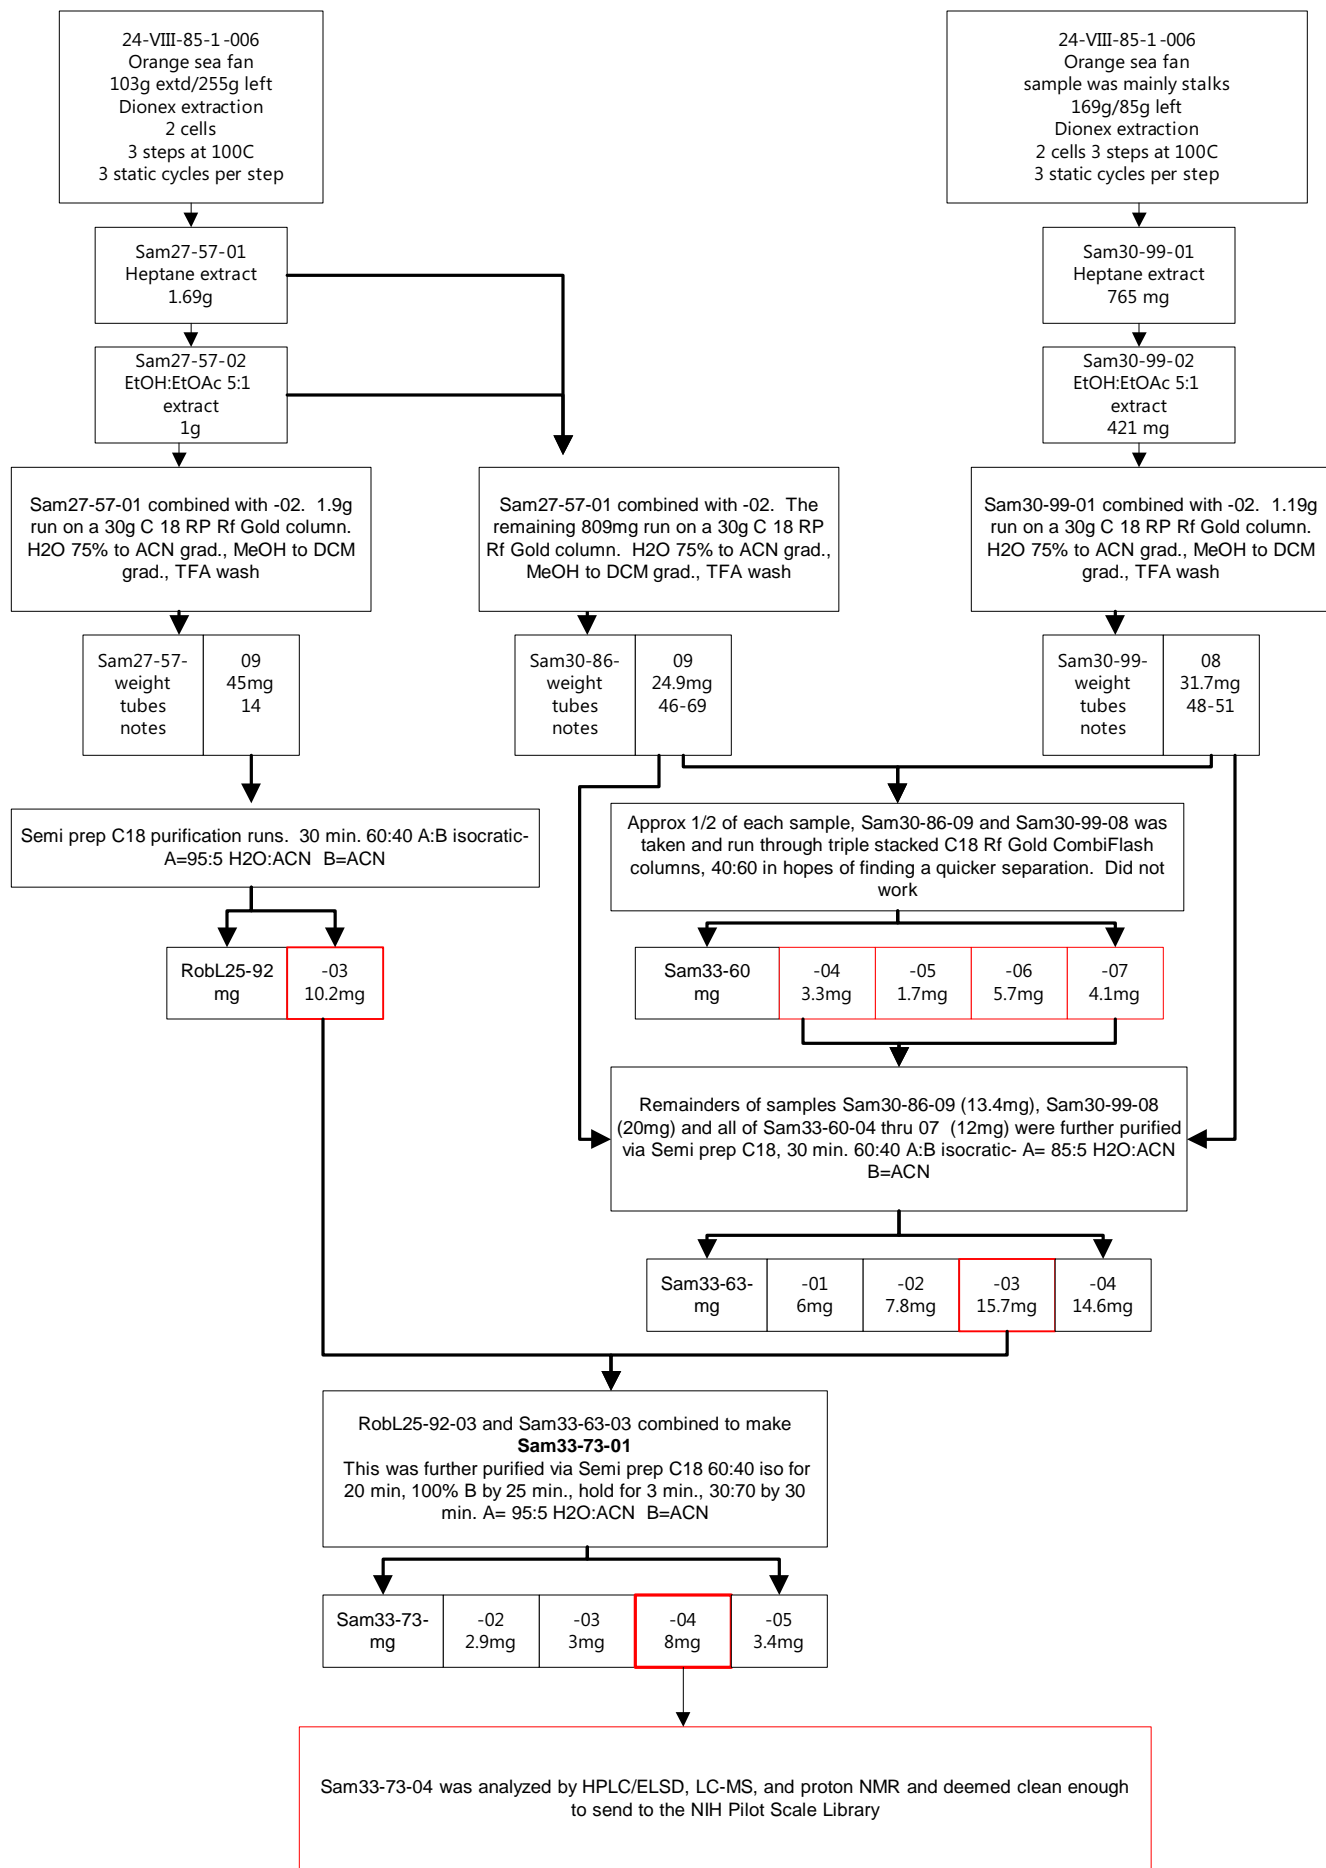 24-VIII-85-1-006
Orange sea fan
103g extd/255g left
Dionex extraction
2 cells
3 steps at 100C
3 static cycles per step
24-VIII-85-1-006
Orange sea fan
sample was mainly stalks
169g/85g left
Dionex extraction
2 cells 3 steps at 100C
3 static cycles per step
Sam27-57-01
Heptane extract
1.69g
Sam30-99-01
Heptane extract
765 mg
Sam27-57-02
EtOH:EtOAc 5:1
extract
1g
Sam30-99-02
EtOH:EtOAc 5:1
extract
421 mg
Sam27-57-01 combined with -02. 1.9g
run on a 30g C 18 RP Rf Gold column.
H2O 75% to ACN grad., MeOH to DCM
grad., TFA wash
Sam27-57-01 combined with -02. The
remaining 809mg run on a 30g C 18 RP
Rf Gold column. H2O 75% to ACN grad.,
MeOH to DCM grad., TFA wash
Sam30-99-01 combined with -02. 1.19g
run on a 30g C 18 RP Rf Gold column.
H2O 75% to ACN grad., MeOH to DCM
grad., TFA wash
Sam27-57-
weight
tubes
notes
09
45mg
14
Sam30-86-
weight
tubes
notes
09
24.9mg
46-69
Sam30-99-
weight
tubes
notes
08
31.7mg
48-51
Semi prep C18 purification runs. 30 min. 60:40 A:B isocratic-
A=95:5 H2O:ACN B=ACN
Approx 1/2 of each sample, Sam30-86-09 and Sam30-99-08 was
taken and run through triple stacked C18 Rf Gold CombiFlash
columns, 40:60 in hopes of finding a quicker separation. Did not
work
RobL25-92
mg
-03
10.2mg
Sam33-60
mg
-04
3.3mg
-05
1.7mg
-06
5.7mg
-07
4.1mg
Remainders of samples Sam30-86-09 (13.4mg), Sam30-99-08
(20mg) and all of Sam33-60-04 thru 07 (12mg) were further purified
via Semi prep C18, 30 min. 60:40 A:B isocratic- A= 85:5 H2O:ACN
B=ACN
Sam33-63-
mg
-01
6mg
-02
7.8mg
-03
15.7mg
-04
14.6mg
RobL25-92-03 and Sam33-63-03 combined to make
Sam33-73-01
This was further purified via Semi prep C18 60:40 iso for
20 min, 100% B by 25 min., hold for 3 min., 30:70 by 30
min. A= 95:5 H2O:ACN B=ACN
Sam33-73-
mg
-02
2.9mg
-03
3mg
-04
8mg
-05
3.4mg
Sam33-73-04 was analyzed by HPLC/ELSD, LC-MS, and proton NMR and deemed clean enough
to send to the NIH Pilot Scale Library